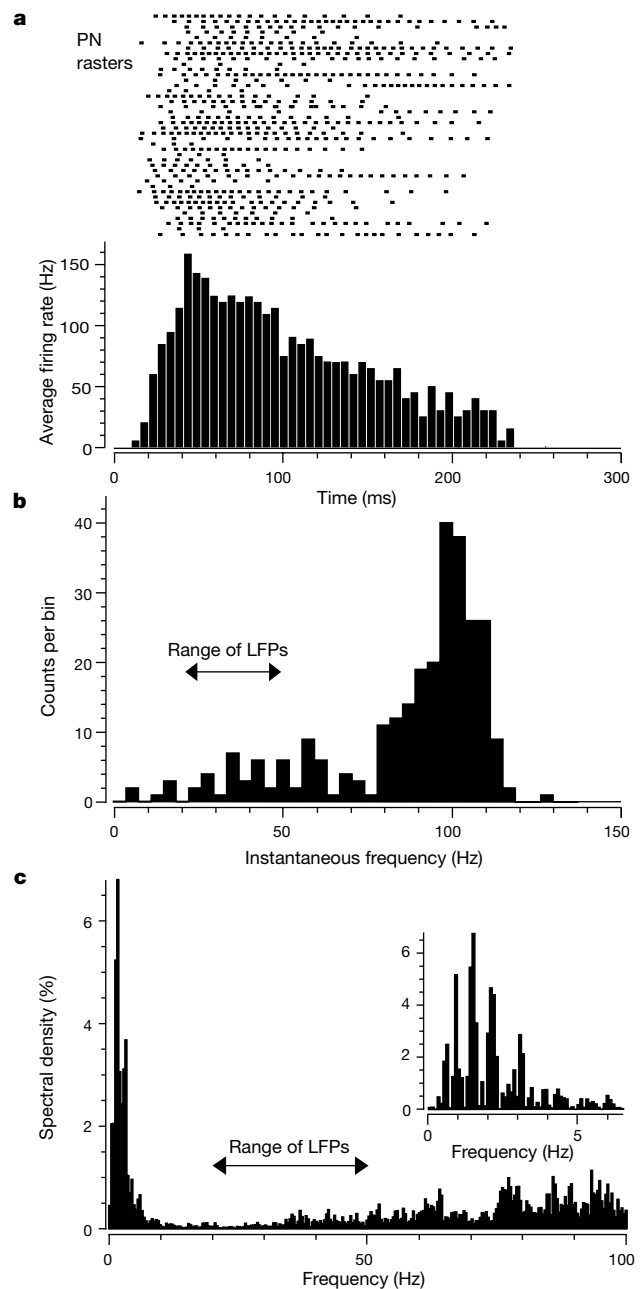 a
PN
rasters
Average firing rate (Hz)
150
100
50
0
0 100 200 300
Time (ms)
b
Counts per bin
40
30
20
10
0
Range of LFPs
0 50 100 150
Instantaneous frequency (Hz)
c
Spectral density (%)
6
4
2
0
Range of LFPs
0 50 100
Frequency (Hz)
6
4
2
0
0 5
Frequency (Hz)